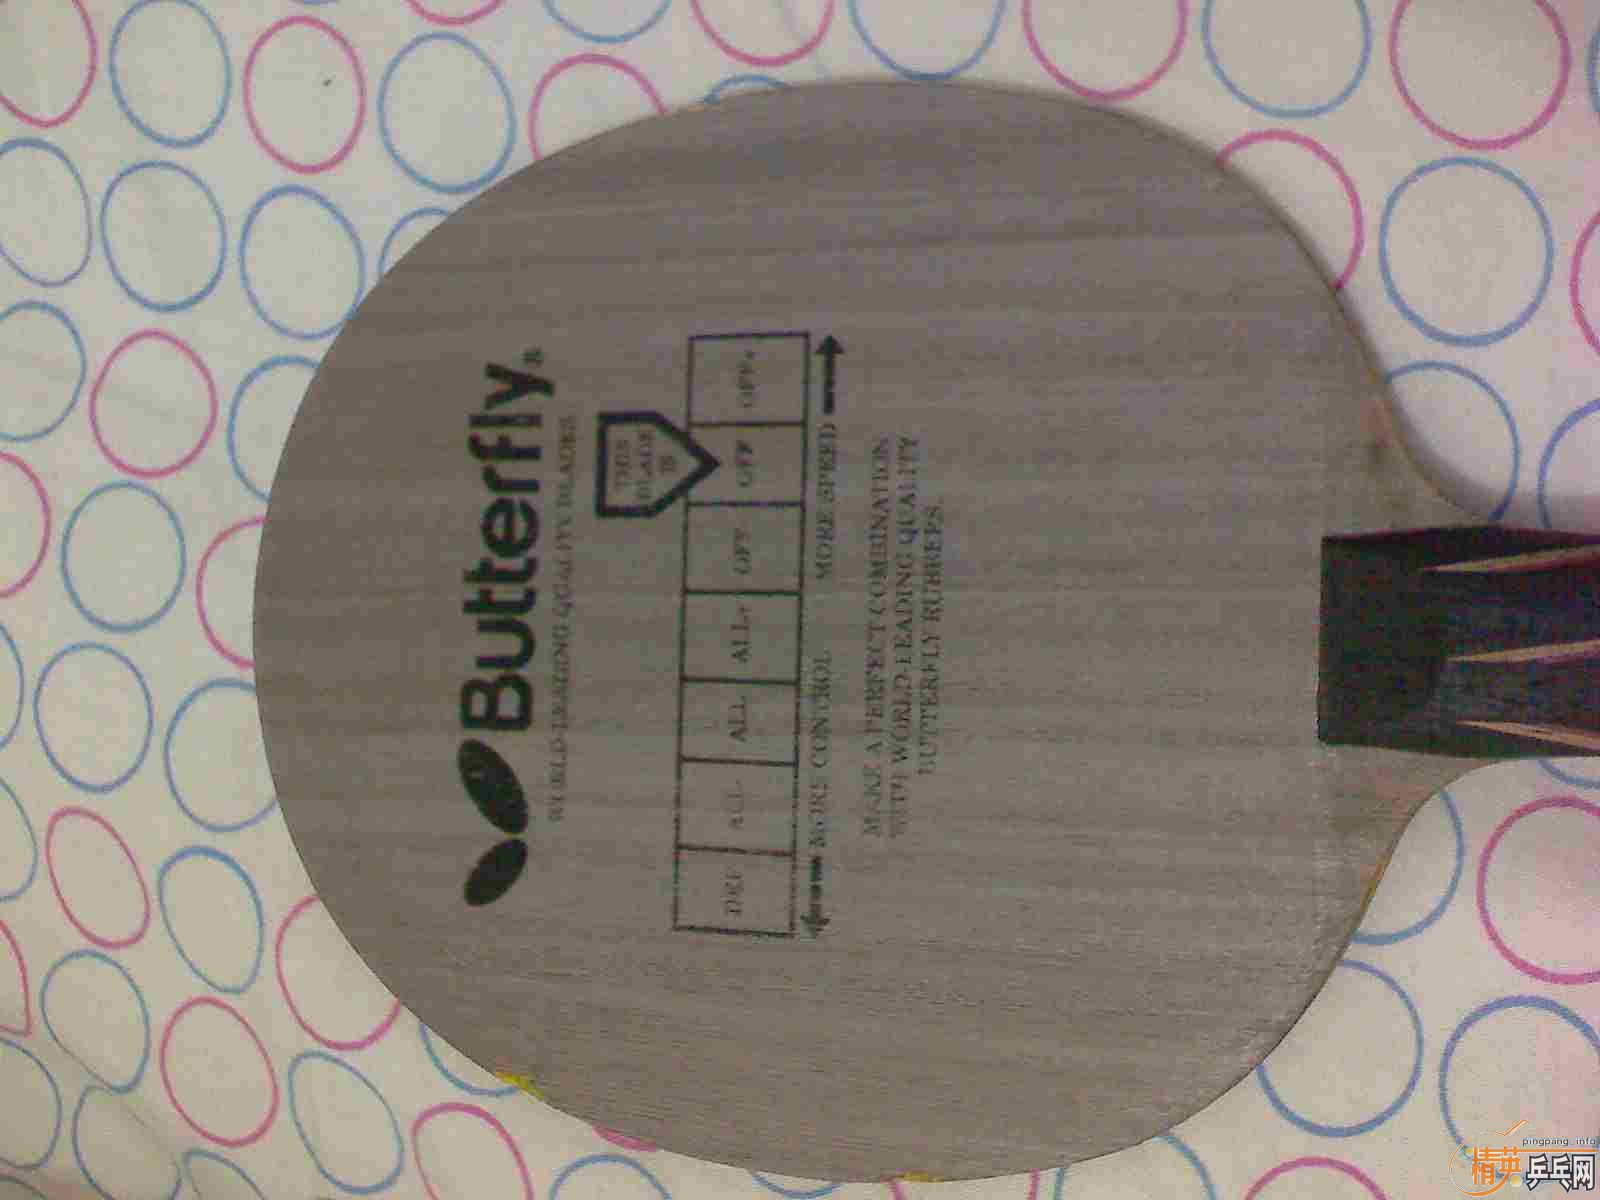 Butterfly®
WORLD-LEADING QUALITY BLADES
THIS
BLADE
IS
DEF ALL- ALL ALL+ OFF- OFF OFF+
MORE CONTROL MORE SPEED
MAKE A PERFECT COMBINATION
WITH WORLD-LEADING QUALITY
BUTTERFLY RUBBERS.
pingpang.info
精英乒乓网